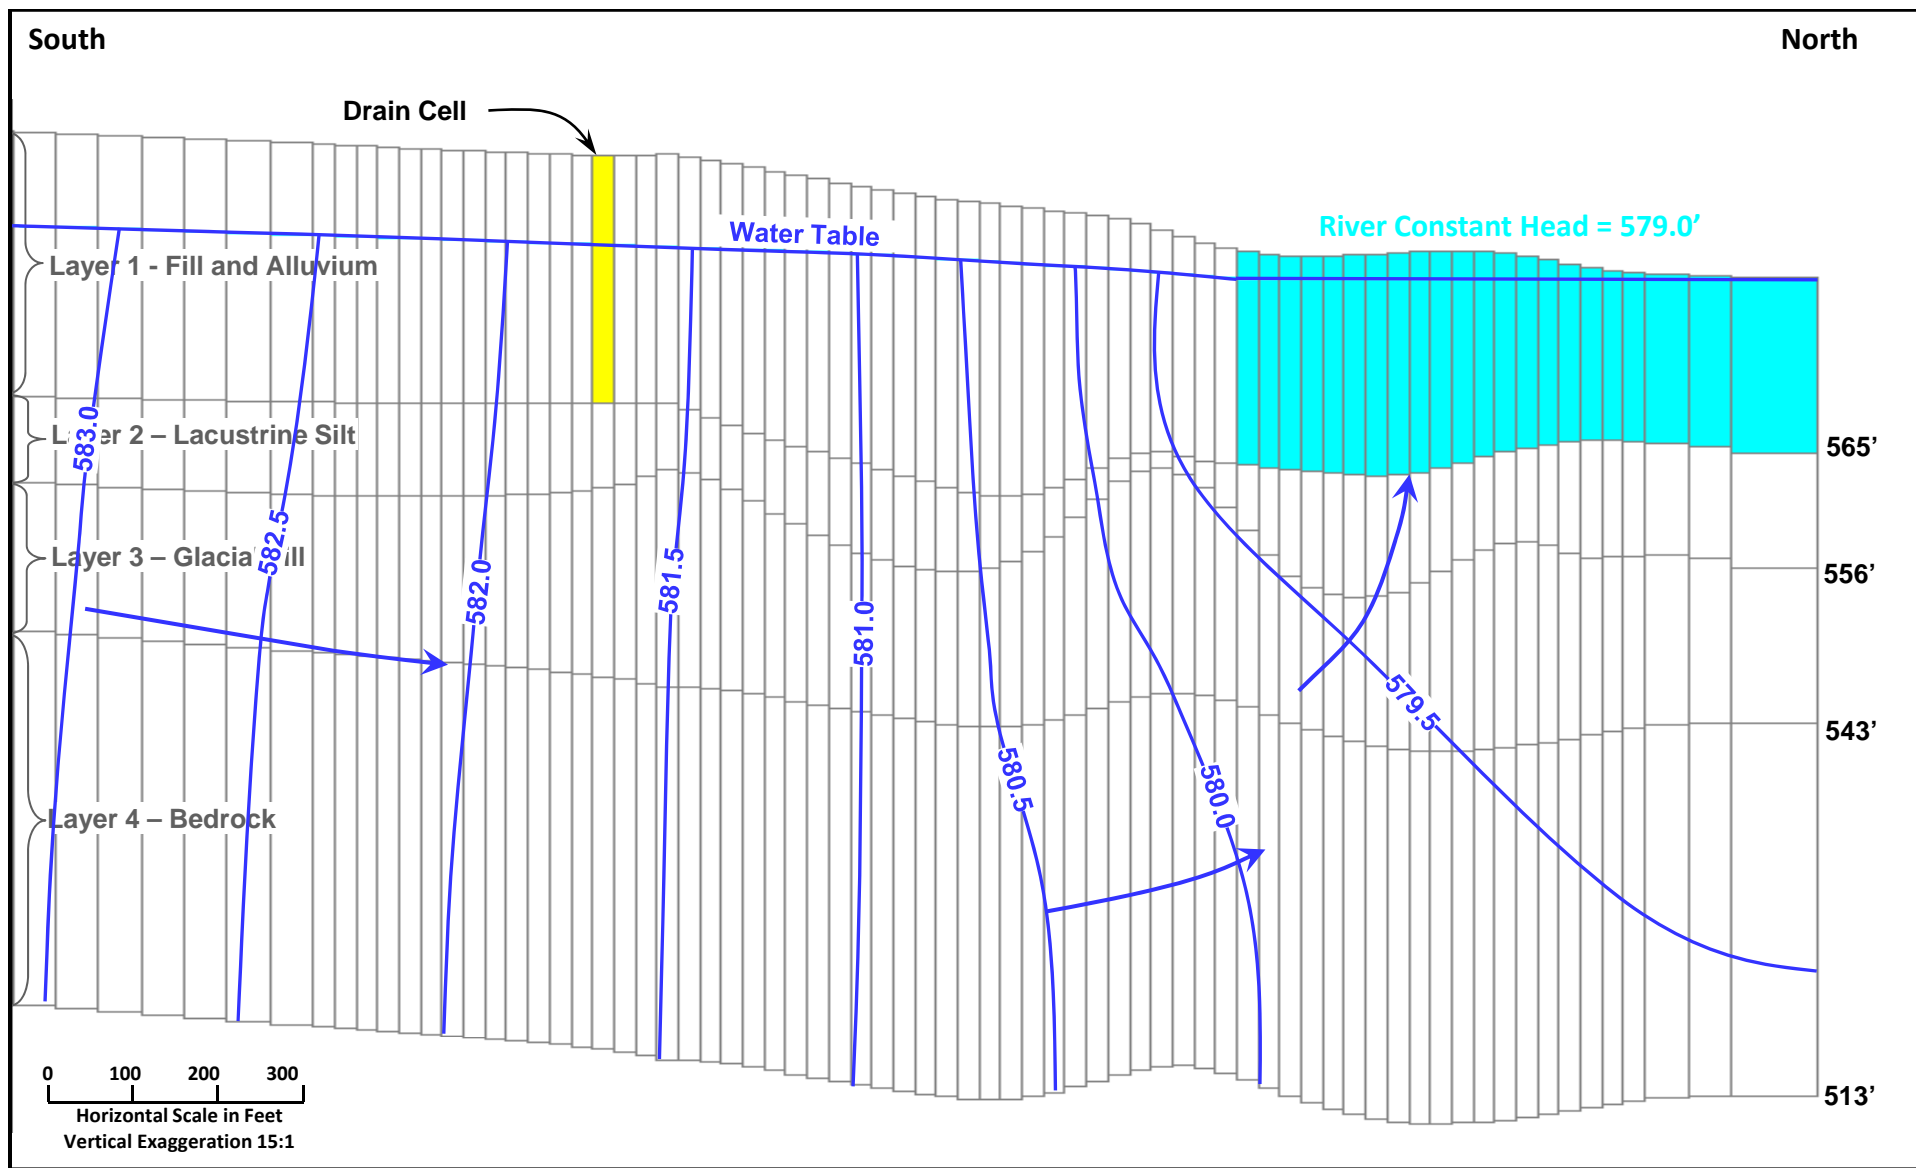 South
North
Drain Cell
Water Table
River Constant Head = 579.0’
Layer 1 - Fill and Alluvium
583.0
Layer 2 – Lacustrine Silt
565’
582.5
Layer 3 – Glacial Till
582.0
581.5
581.0
556’
579.5
543’
580.5
580.0
Layer 4 – Bedrock
0 100 200 300
Horizontal Scale in Feet
Vertical Exaggeration 15:1
513’